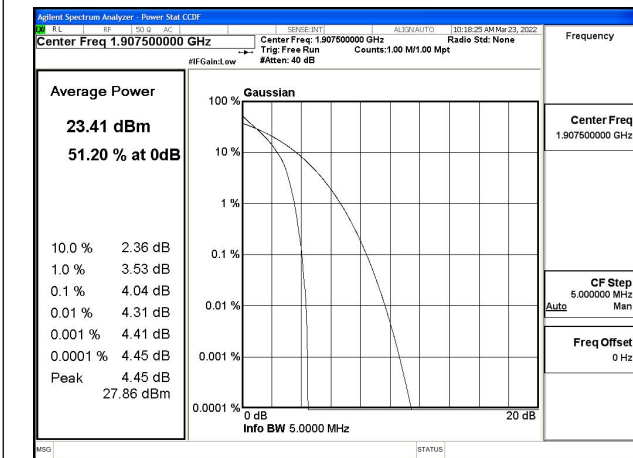 Agilent Spectrum Analyzer - Power Stat CCDF
RL RF 50 Ω AC SENSE:INT ALIGN AUTO 10:18:25 AM Mar 23, 2022
Center Freq 1.907500000 GHz
Center Freq: 1.907500000 GHz Radio Std: None
Trig: Free Run Counts:1.00 M/1.00 Mpt
#IFGain:Low #Atten: 40 dB
Frequency
Average Power
23.41 dBm
51.20 % at 0dB
10.0 % 2.36 dB
1.0 % 3.53 dB
0.1 % 4.04 dB
0.01 % 4.31 dB
0.001 % 4.41 dB
0.0001 % 4.45 dB
Peak 4.45 dB
27.86 dBm
Gaussian
100 %
10 %
1 %
0.1 %
0.01 %
0.001 %
0.0001 %
0 dB 20 dB
Info BW 5.0000 MHz
Center Freq
1.907500000 GHz
CF Step
5.000000 MHz
Auto Man
Freq Offset
0 Hz
MSG STATUS